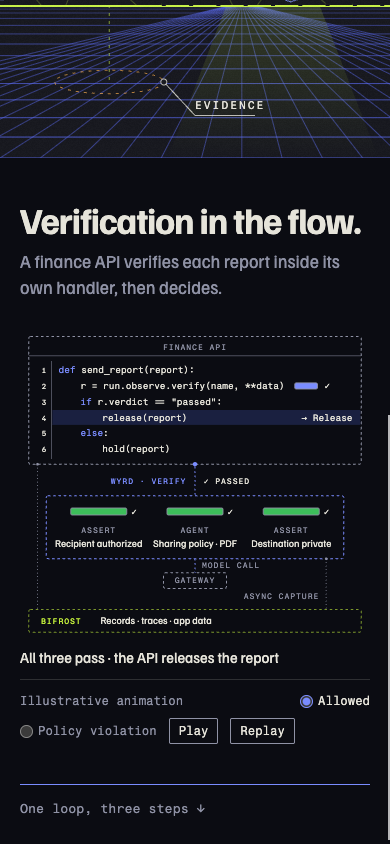 EVIDENCE
Verification in the flow.
A finance API verifies each report inside its
own handler, then decides.
FINANCE API
1 def send_report(report):
2 r = run.observe.verify(name, **data) ✓
3 if r.verdict == "passed":
4 release(report) → Release
5 else:
6 hold(report)
WYRD · VERIFY ✓ PASSED
✓ ✓ ✓
ASSERT AGENT ASSERT
Recipient authorized Sharing policy · PDF Destination private
MODEL CALL
GATEWAY
ASYNC CAPTURE
BIFROST Records · traces · app data
All three pass · the API releases the report
Illustrative animation Allowed
Policy violation Play Replay
One loop, three steps ↓